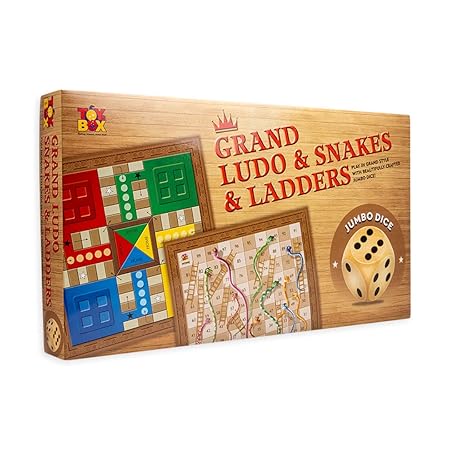 TOY
BOX
GRAND LUDO
SNAKES & LADDERS
GRAND
LUDO & SNAKES
& LADDERS
PLAY IN GRAND STYLE
WITH BEAUTIFULLY CRAFTED
JUMBO DICE!
JUMBO DICE